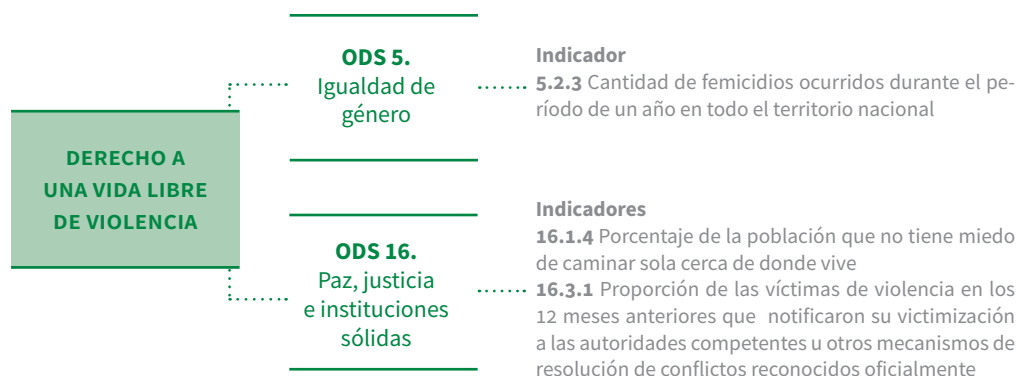 DERECHO A
UNA VIDA LIBRE
DE VIOLENCIA
ODS 5.
Igualdad de
género
Indicador
5.2.3 Cantidad de femicidios ocurridos durante el pe-
ríodo de un año en todo el territorio nacional
ODS 16.
Paz, justicia
e instituciones
sólidas
Indicadores
16.1.4 Porcentaje de la población que no tiene miedo
de caminar sola cerca de donde vive
16.3.1 Proporción de las víctimas de violencia en los
12 meses anteriores que notificaron su victimización
a las autoridades competentes u otros mecanismos de
resolución de conflictos reconocidos oficialmente